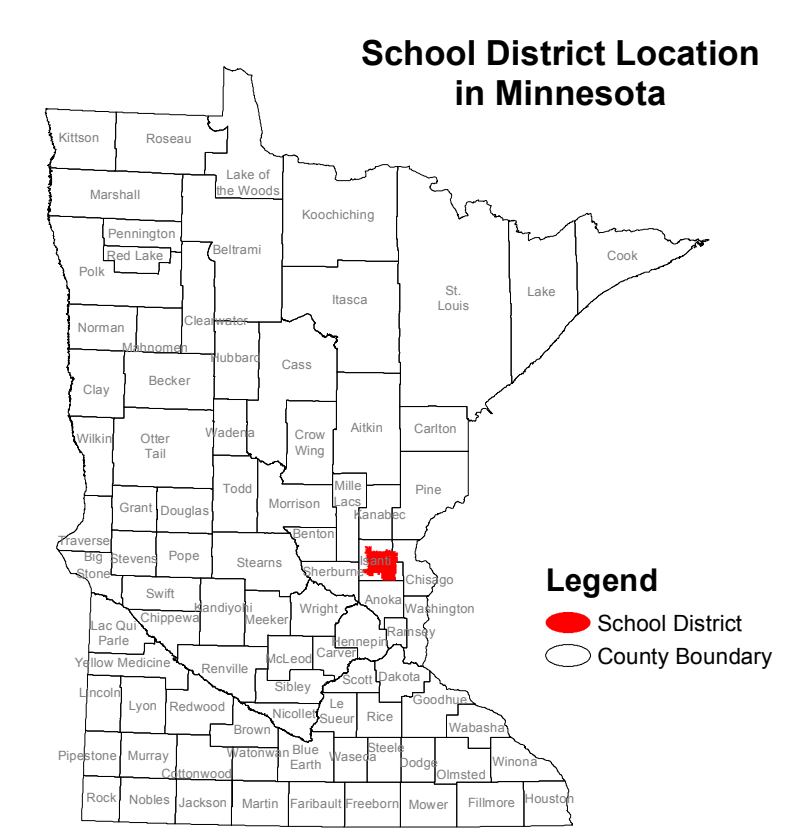 School District Location
in Minnesota
Kittson
Roseau
Lake of
the Woods
Marshall
Koochiching
Pennington
Red Lake
Beltrami
Polk
Cook
St.
Louis
Lake
Itasca
Norman
Clearwater
Mahnomen
Hubbard
Cass
Becker
Clay
Wilkin
Otter
Tail
Wadena
Crow
Wing
Aitkin
Carlton
Todd
Morrison
Mille
Lacs
Pine
Grant
Douglas
Kanabec
Traverse
Big
Stone
Stevens
Pope
Stearns
Benton
Isanti
Sherburne
Chisago
Legend
School District
County Boundary
Swift
Kandiyohi
Meeker
Wright
Anoka
Washington
Chippewa
Lac Qui
Parle
Hennepin
Ramsey
Yellow Medicine
Renville
McLeod
Carver
Sibley
Scott
Dakota
Lincoln
Lyon
Redwood
Nicollet
Le
Sueur
Rice
Goodhue
Wabasha
Brown
Pipestone
Murray
Cottonwood
Watonwan
Blue
Earth
Waseca
Steele
Dodge
Olmsted
Winona
Rock
Nobles
Jackson
Martin
Faribault
Freeborn
Mower
Fillmore
Houston